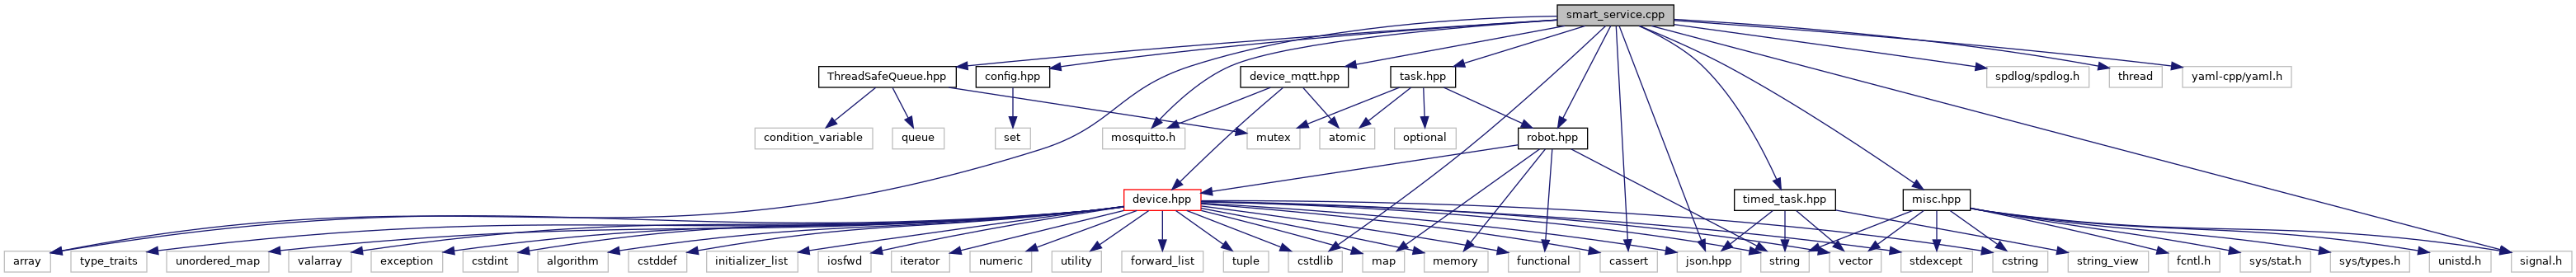 smart_service.cpp
ThreadSafeQueue.hpp
config.hpp
device_mqtt.hpp
task.hpp
spdlog/spdlog.h
thread
yaml-cpp/yaml.h
condition_variable
queue
set
mosquitto.h
mutex
atomic
optional
robot.hpp
device.hpp
timed_task.hpp
misc.hpp
array
type_traits
unordered_map
valarray
exception
cstdint
algorithm
cstddef
initializer_list
iosfwd
iterator
numeric
utility
forward_list
tuple
cstdlib
map
memory
functional
cassert
json.hpp
string
vector
stdexcept
cstring
string_view
fcntl.h
sys/stat.h
sys/types.h
unistd.h
signal.h